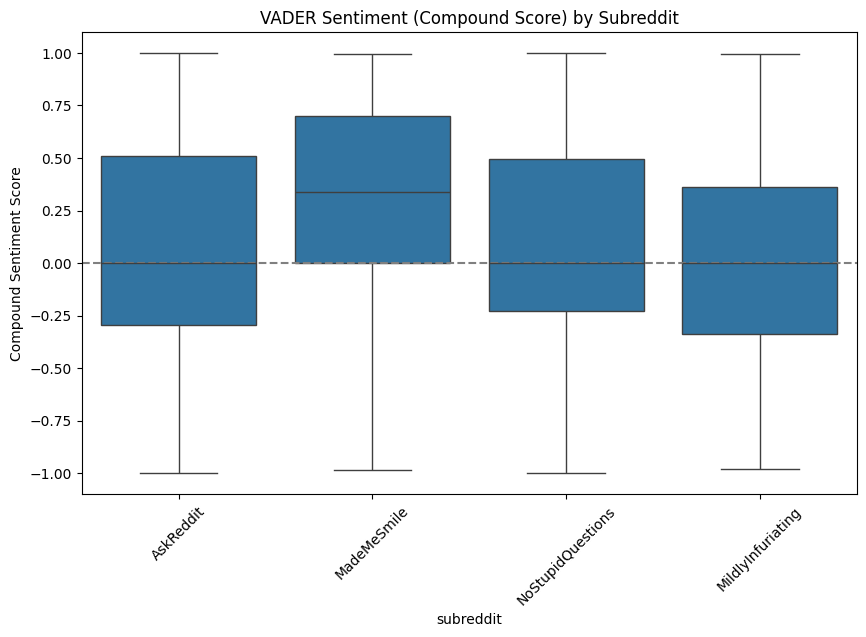 VADER Sentiment (Compound Score) by Subreddit
Compound Sentiment Score
1.00
0.75
0.50
0.25
0.00
−0.25
−0.50
−0.75
−1.00
AskReddit
MadeMeSmile
NoStupidQuestions
MildlyInfuriating
subreddit